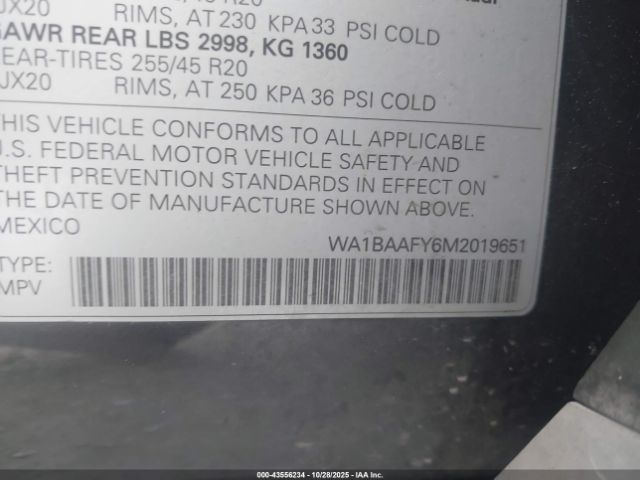 RIMS, AT 230 KPA 33 PSI COLD
GAWR REAR LBS 2998, KG 1360
EAR-TIRES 255/45 R20
JX20 RIMS, AT 250 KPA 36 PSI COLD
THIS VEHICLE CONFORMS TO ALL APPLICABLE
U.S. FEDERAL MOTOR VEHICLE SAFETY AND
THEFT PREVENTION STANDARDS IN EFFECT ON
THE DATE OF MANUFACTURE SHOWN ABOVE.
MEXICO
WA1BAAFY6M2019651
TYPE:
MPV
000-43556234 | 10/28/2025 | IAA Inc.